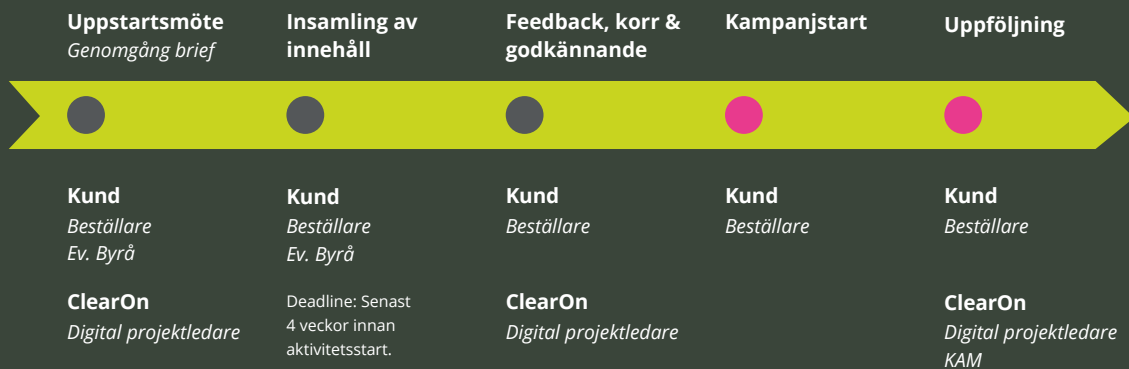 Uppstartsmöte
Genomgång brief
Insamling av
innehåll
Feedback, korr &
godkännande
Kampanjstart
Uppföljning
Kund
Beställare
Ev. Byrå
ClearOn
Digital projektledare
Kund
Beställare
Ev. Byrå
Deadline: Senast
4 veckor innan
aktivitetsstart.
Kund
Beställare
ClearOn
Digital projektledare
Kund
Beställare
Kund
Beställare
ClearOn
Digital projektledare
KAM